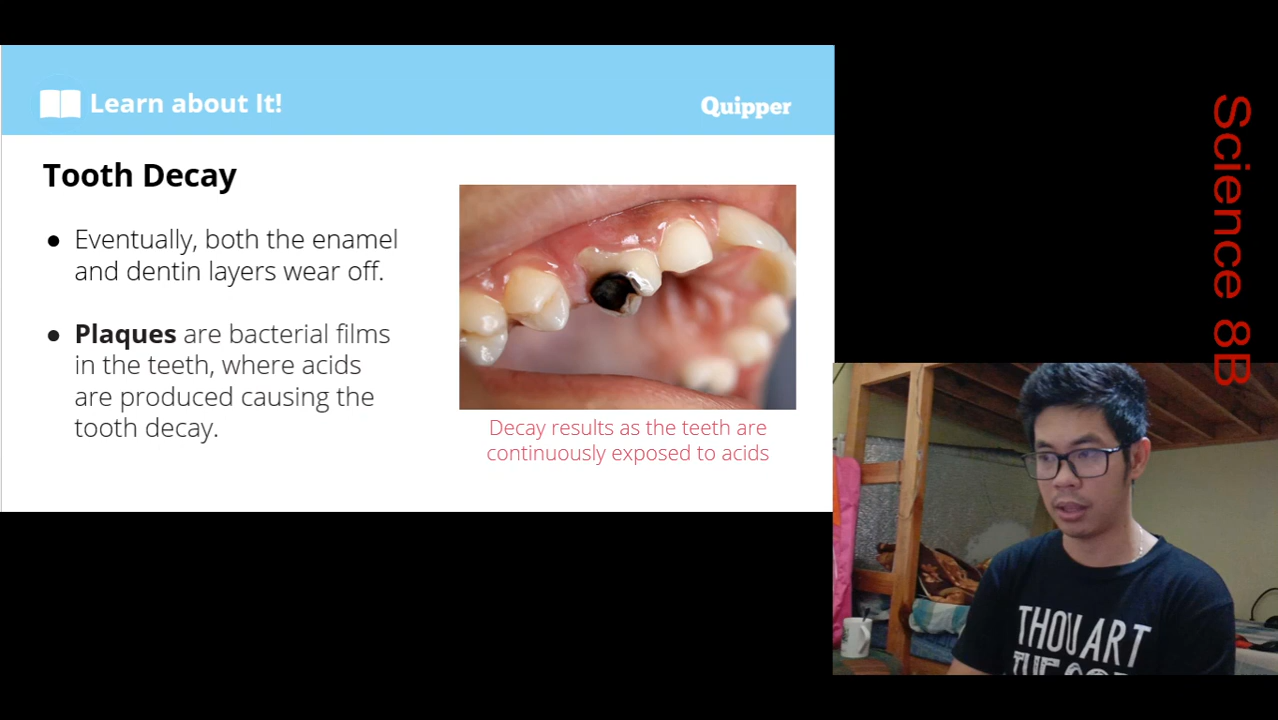 Learn about It!
Quipper
Tooth Decay
● Eventually, both the enamel
and dentin layers wear off.
● Plaques are bacterial films
in the teeth, where acids
are produced causing the
tooth decay.
Decay results as the teeth are
continuously exposed to acids
Science 8B
THOU ART
THE